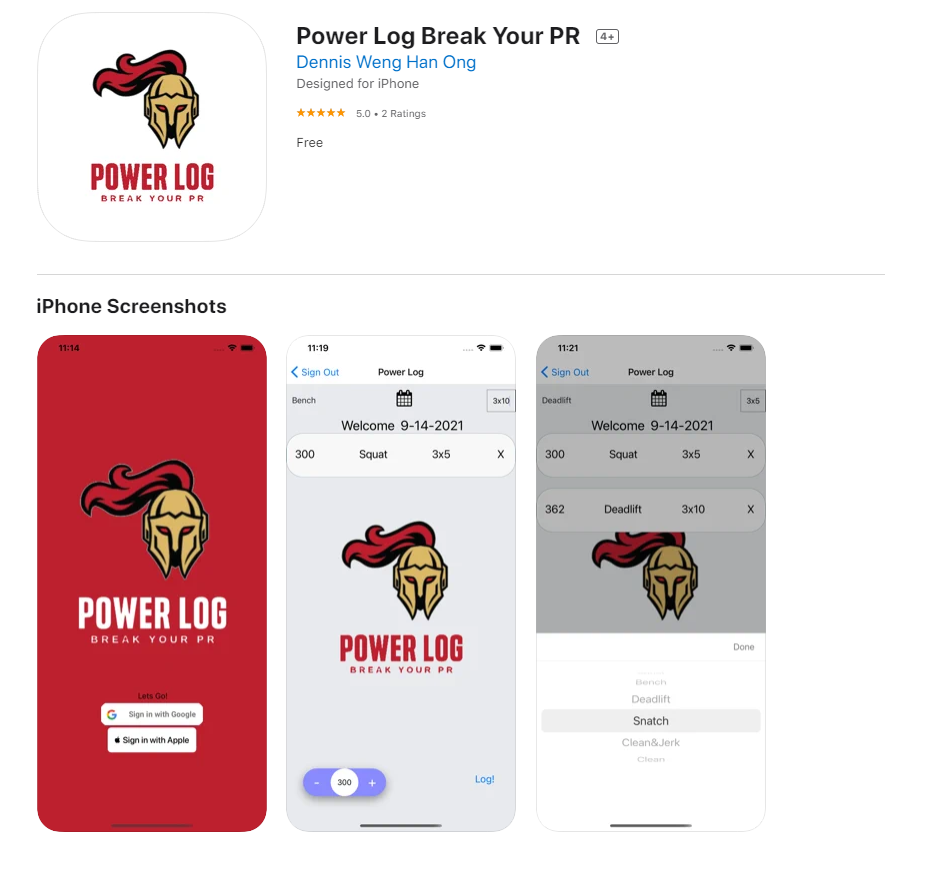 Power Log Break Your PR 4+
Dennis Weng Han Ong
Designed for iPhone
★★★★★ 5.0 • 2 Ratings
Free
POWER LOG
BREAK YOUR PR
iPhone Screenshots
11:14
POWER LOG
BREAK YOUR PR
Lets Go!
Sign in with Google
Sign in with Apple
11:19
Sign Out Power Log
Bench 3x10
Welcome 9-14-2021
300 Squat 3x5 X
POWER LOG
BREAK YOUR PR
- 300 + Log!
11:21
Sign Out Power Log
Deadlift 3x5
Welcome 9-14-2021
300 Squat 3x5 X
362 Deadlift 3x10 X
Done
Bench
Deadlift
Snatch
Clean&Jerk
Clean